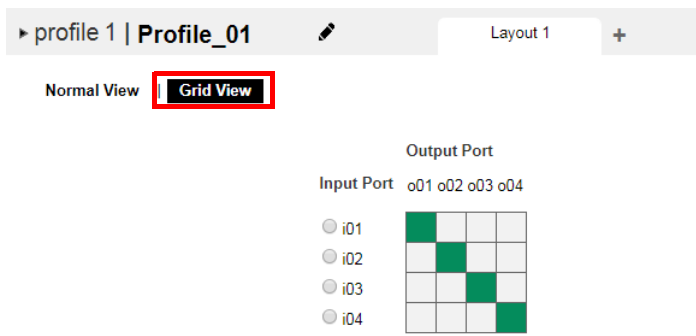 profile 1 | Profile_01 Layout 1 +
Normal View | Grid View
Output Port
Input Port o01 o02 o03 o04
i01
i02
i03
i04